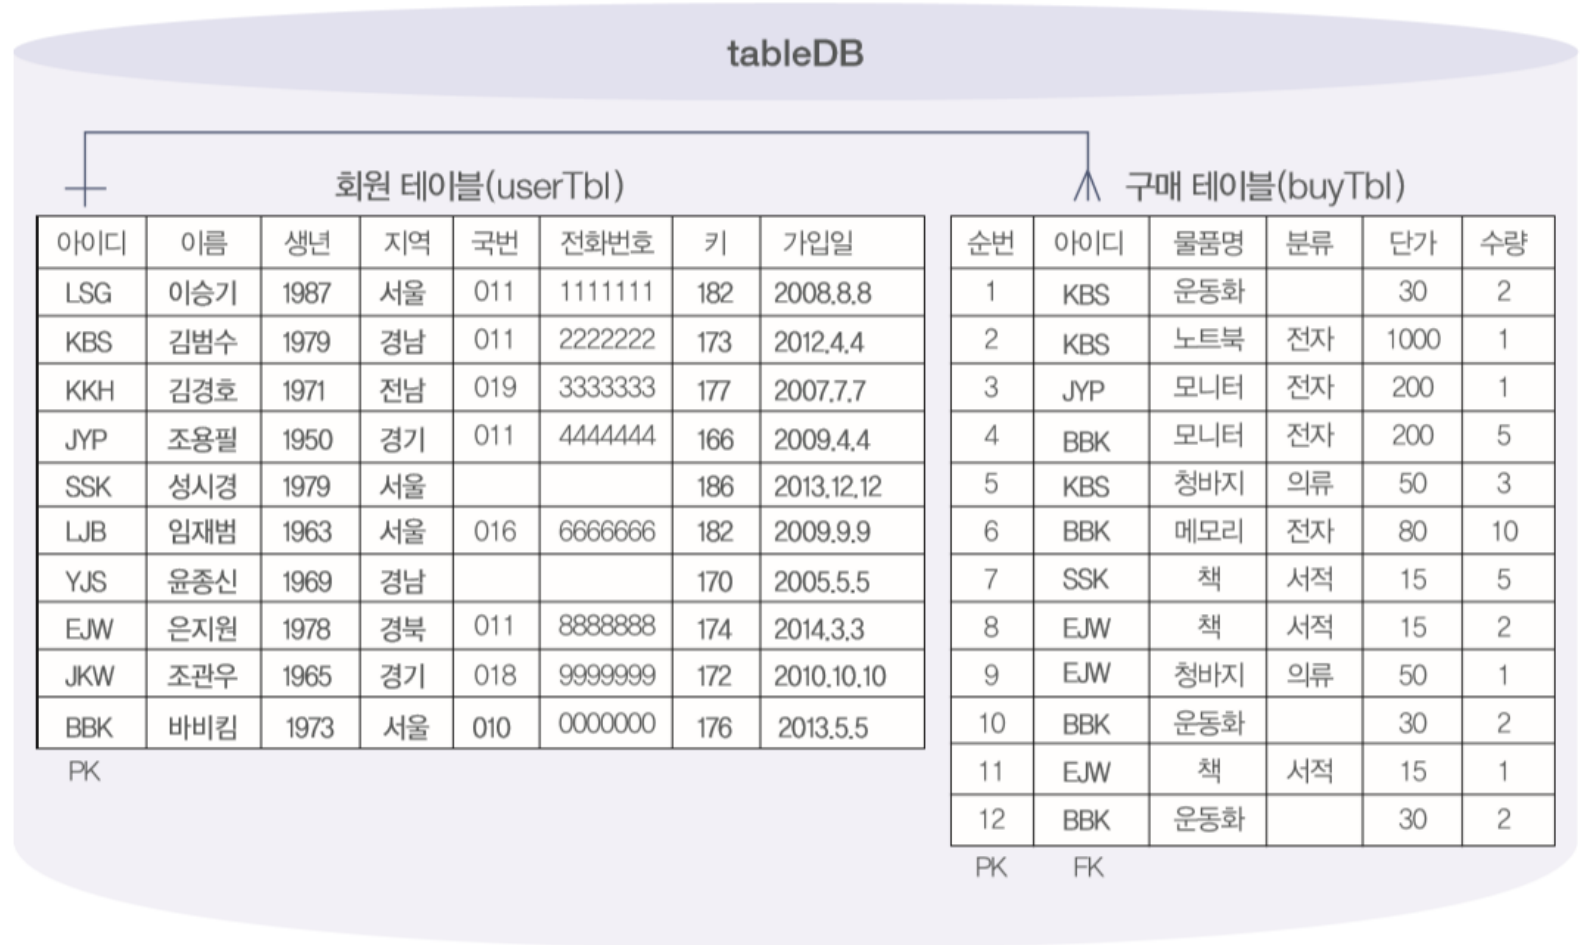 tableDB
회원 테이블(userTbl)
아이디 이름 생년 지역 국번 전화번호 키 가입일
LSG 이승기 1987 서울 011 1111111 182 2008.8.8
KBS 김범수 1979 경남 011 2222222 173 2012.4.4
KKH 김경호 1971 전남 019 3333333 177 2007.7.7
JYP 조용필 1950 경기 011 4444444 166 2009.4.4
SSK 성시경 1979 서울 186 2013.12.12
LJB 임재범 1963 서울 016 6666666 182 2009.9.9
YJS 윤종신 1969 경남 170 2005.5.5
EJW 은지원 1978 경북 011 8888888 174 2014.3.3
JKW 조관우 1965 경기 018 9999999 172 2010.10.10
BBK 바비킴 1973 서울 010 0000000 176 2013.5.5
PK
구매 테이블(buyTbl)
순번 아이디 물품명 분류 단가 수량
1 KBS 운동화 30 2
2 KBS 노트북 전자 1000 1
3 JYP 모니터 전자 200 1
4 BBK 모니터 전자 200 5
5 KBS 청바지 의류 50 3
6 BBK 메모리 전자 80 10
7 SSK 책 서적 15 5
8 EJW 책 서적 15 2
9 EJW 청바지 의류 50 1
10 BBK 운동화 30 2
11 EJW 책 서적 15 1
12 BBK 운동화 30 2
PK FK